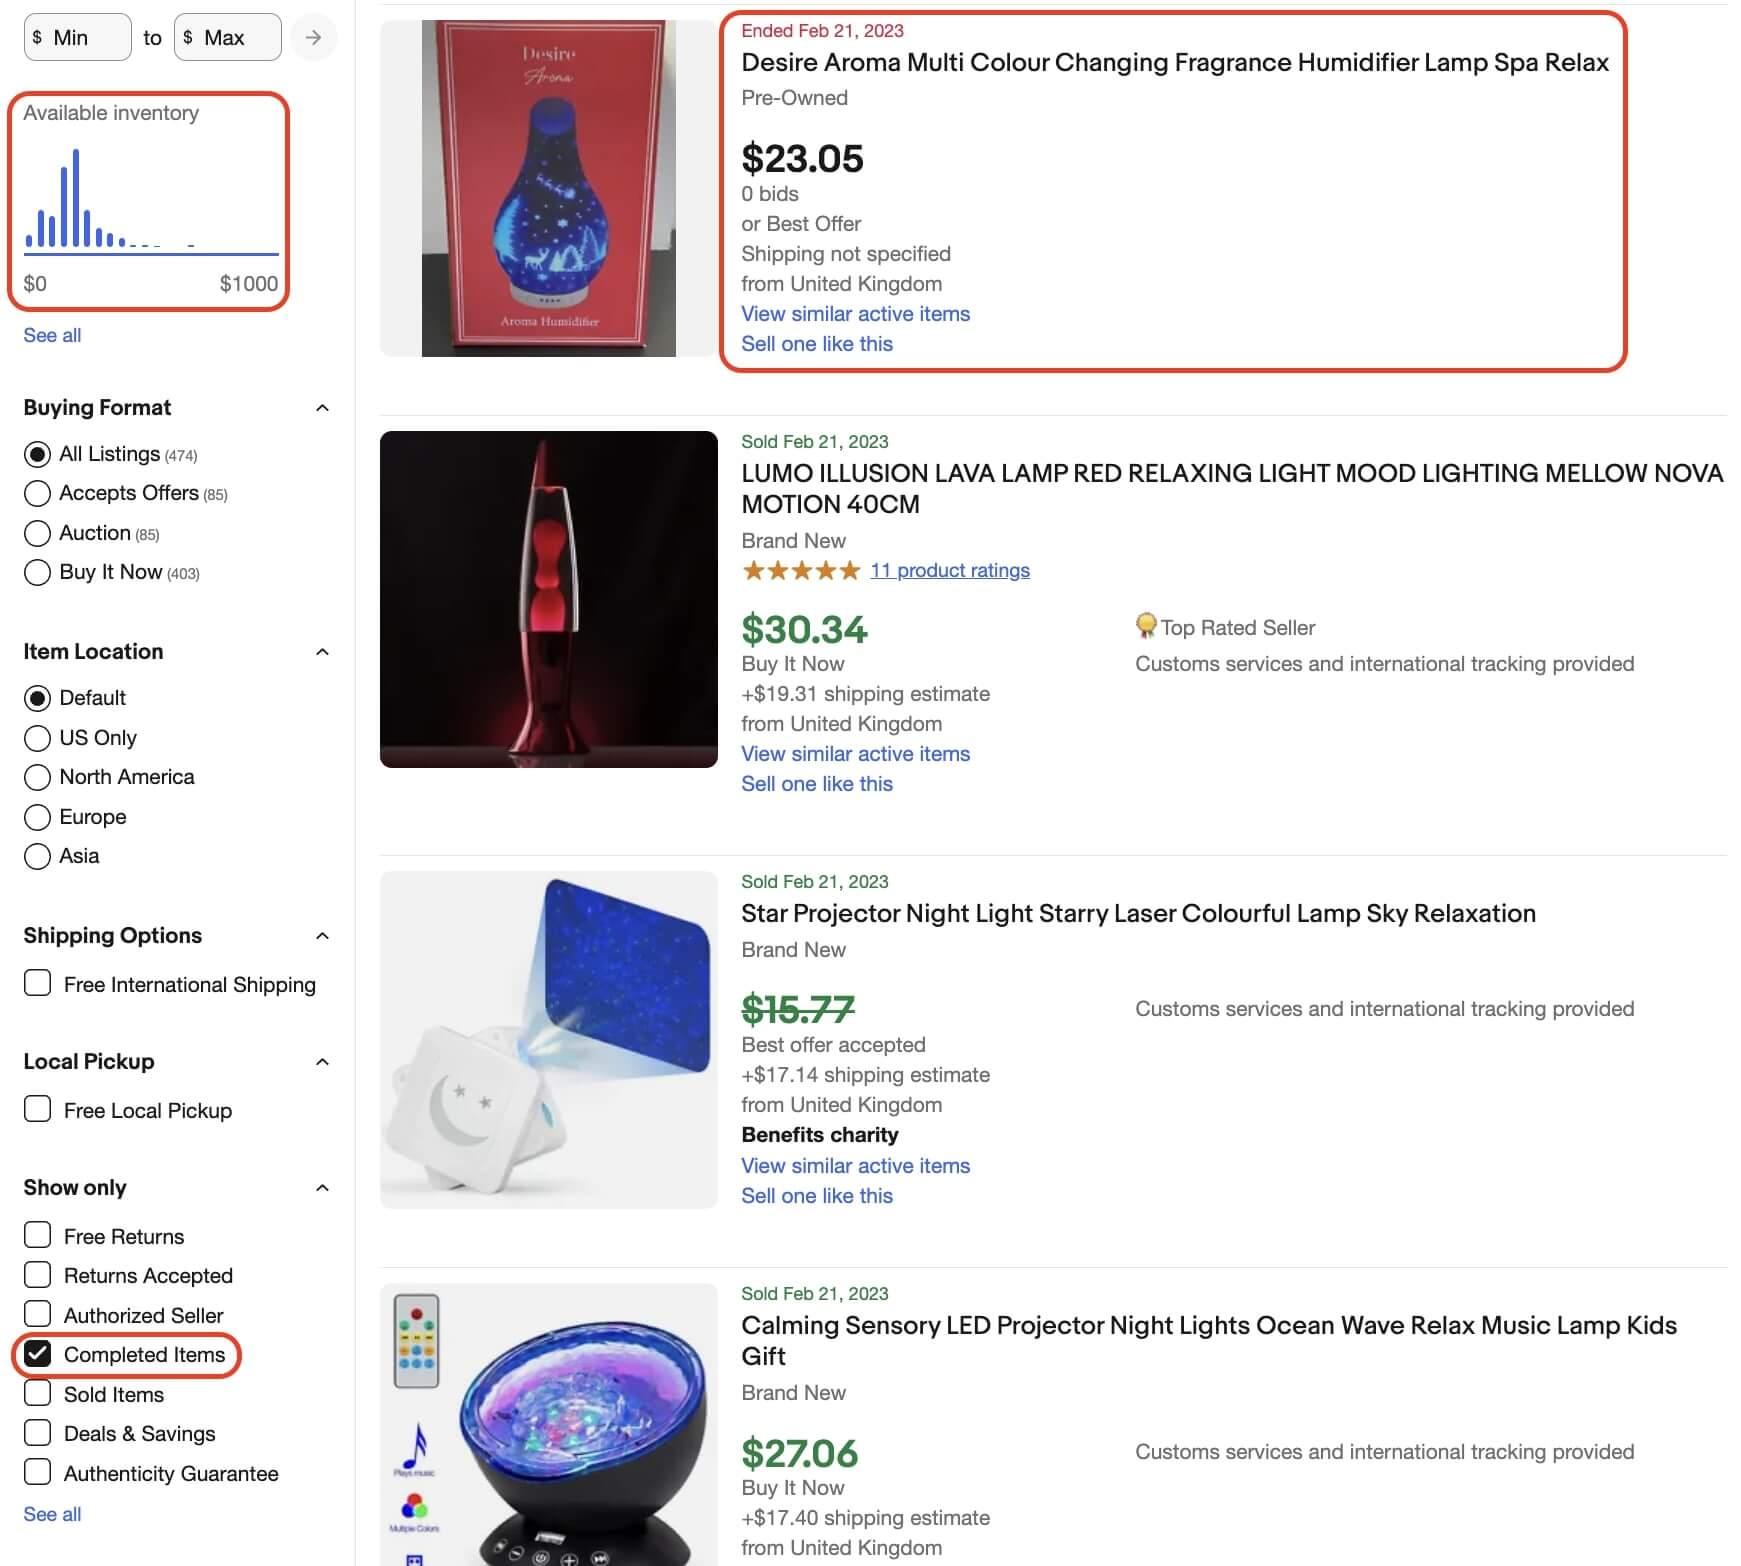 $ Min to $ Max
Available inventory
$0 $1000
See all
Buying Format
All Listings (474)
Accepts Offers (85)
Auction (85)
Buy It Now (403)
Item Location
Default
US Only
North America
Europe
Asia
Shipping Options
Free International Shipping
Local Pickup
Free Local Pickup
Show only
Free Returns
Returns Accepted
Authorized Seller
Completed Items
Sold Items
Deals & Savings
Authenticity Guarantee
See all
Desire
Aroma
Aroma Humidifier
Ended Feb 21, 2023
Desire Aroma Multi Colour Changing Fragrance Humidifier Lamp Spa Relax
Pre-Owned
$23.05
0 bids
or Best Offer
Shipping not specified
from United Kingdom
View similar active items
Sell one like this
Sold Feb 21, 2023
LUMO ILLUSION LAVA LAMP RED RELAXING LIGHT MOOD LIGHTING MELLOW NOVA
MOTION 40CM
Brand New
11 product ratings
$30.34
Buy It Now
+$19.31 shipping estimate
from United Kingdom
View similar active items
Sell one like this
Top Rated Seller
Customs services and international tracking provided
Sold Feb 21, 2023
Star Projector Night Light Starry Laser Colourful Lamp Sky Relaxation
Brand New
$15.77
Best offer accepted
+$17.14 shipping estimate
from United Kingdom
Benefits charity
View similar active items
Sell one like this
Customs services and international tracking provided
Plays music
Multiple Colors
Sold Feb 21, 2023
Calming Sensory LED Projector Night Lights Ocean Wave Relax Music Lamp Kids
Gift
Brand New
$27.06
Buy It Now
+$17.40 shipping estimate
from United Kingdom
Customs services and international tracking provided